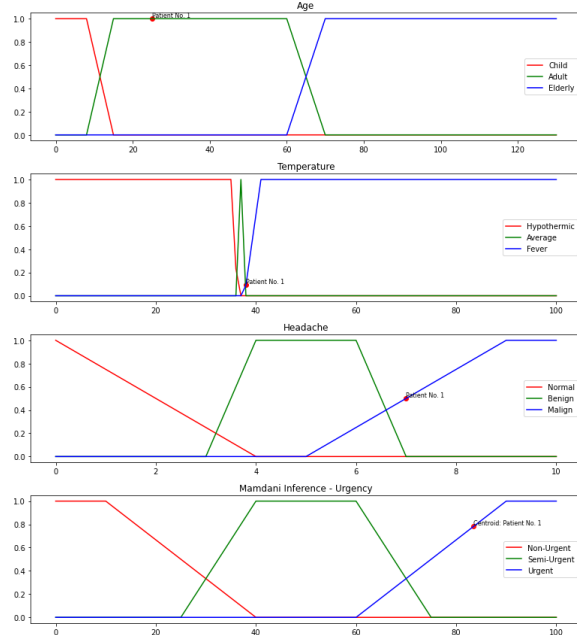 Age
Patient No. 1
1.0
0.8
0.6
0.4
0.2
0.0
Child
Adult
Elderly
0 20 40 60 80 100 120
Temperature
1.0
0.8
0.6
0.4
0.2
0.0
Hypothermic
Average
Fever
Patient No. 1
0 20 40 60 80 100
Headache
1.0
0.8
0.6
0.4
0.2
0.0
Normal
Benign
Malign
Patient No. 1
0 2 4 6 8 10
Mamdani Inference - Urgency
1.0
0.8
0.6
0.4
0.2
0.0
Centroid: Patient No. 1
Non-Urgent
Semi-Urgent
Urgent
0 20 40 60 80 100